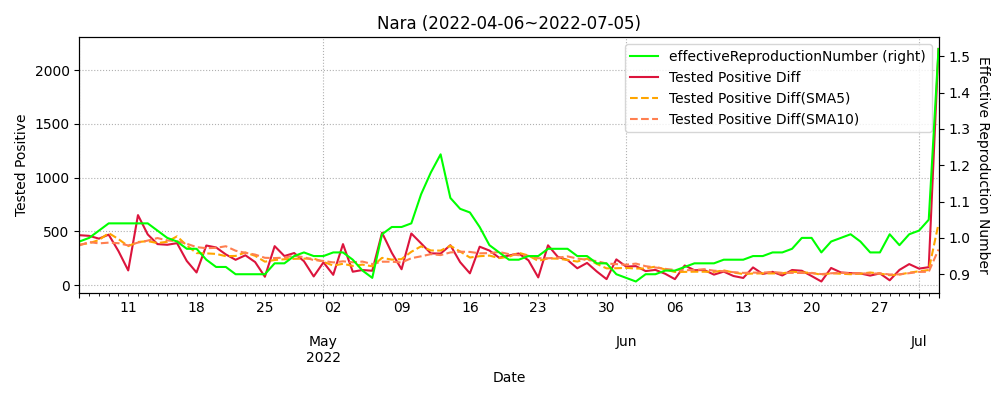 Nara (2022-04-06~2022-07-05)
effectiveReproductionNumber (right)
Tested Positive Diff
Tested Positive Diff(SMA5)
Tested Positive Diff(SMA10)
Tested Positive
2000
1500
1000
500
0
Effective Reproduction Number
1.5
1.4
1.3
1.2
1.1
1.0
0.9
11 18 25 02 09 16 23 30 06 13 20 27
May Jun Jul
2022
Date